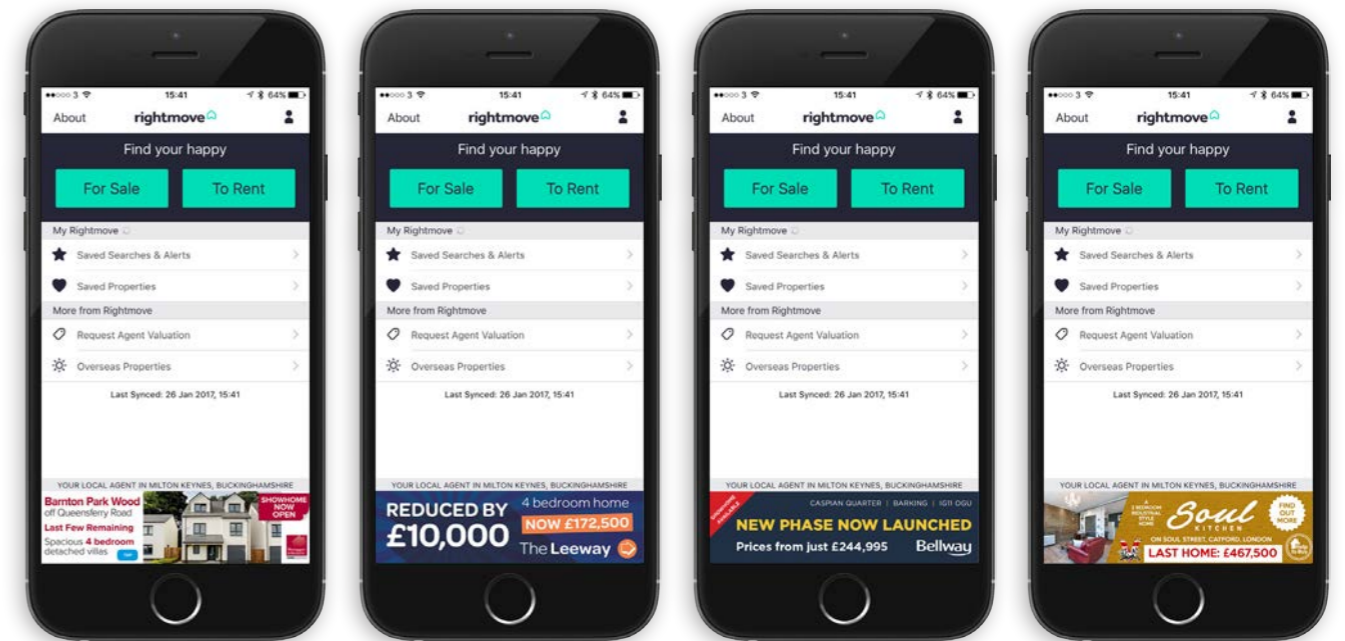 3 15:41 64%
About rightmove
Find your happy
For Sale To Rent
My Rightmove
Saved Searches & Alerts
Saved Properties
More from Rightmove
Request Agent Valuation
Overseas Properties
Last Synced: 26 Jan 2017, 15:41
YOUR LOCAL AGENT IN MILTON KEYNES, BUCKINGHAMSHIRE
Barnton Park Wood
off Queensferry Road
Last Few Remaining
Spacious 4 bedroom
detached villas
SHOWHOME
NOW
OPEN
3 15:41 64%
About rightmove
Find your happy
For Sale To Rent
My Rightmove
Saved Searches & Alerts
Saved Properties
More from Rightmove
Request Agent Valuation
Overseas Properties
Last Synced: 26 Jan 2017, 15:41
YOUR LOCAL AGENT IN MILTON KEYNES, BUCKINGHAMSHIRE
REDUCED BY
£10,000
4 bedroom home
NOW £172,500
The Leeway
3 15:41 64%
About rightmove
Find your happy
For Sale To Rent
My Rightmove
Saved Searches & Alerts
Saved Properties
More from Rightmove
Request Agent Valuation
Overseas Properties
Last Synced: 26 Jan 2017, 15:41
YOUR LOCAL AGENT IN MILTON KEYNES, BUCKINGHAMSHIRE
CASPIAN QUARTER | BARKING | IG11 0GU
NEW PHASE NOW LAUNCHED
Prices from just £244,995 Bellway
3 15:41 64%
About rightmove
Find your happy
For Sale To Rent
My Rightmove
Saved Searches & Alerts
Saved Properties
More from Rightmove
Request Agent Valuation
Overseas Properties
Last Synced: 26 Jan 2017, 15:41
YOUR LOCAL AGENT IN MILTON KEYNES, BUCKINGHAMSHIRE
A
2 BEDROOM
INDUSTRIAL
STYLE
HOME
Soul
KITCHEN
ON SOUL STREET, CATFORD, LONDON
LAST HOME: £467,500
FIND
OUT
MORE